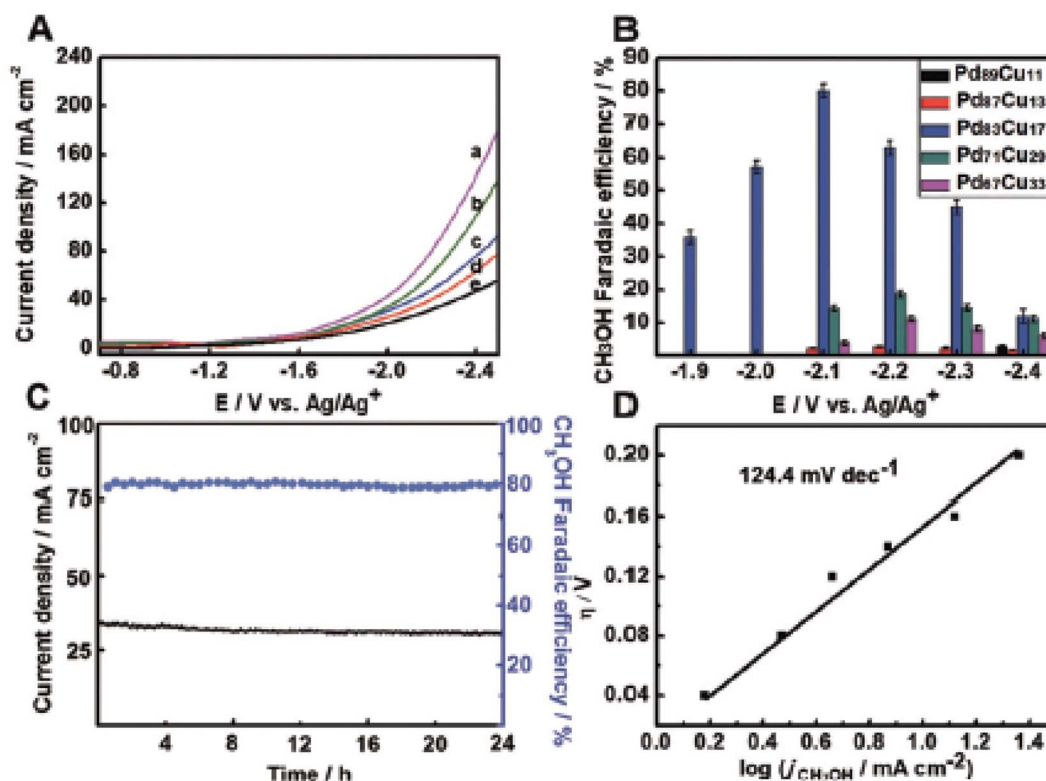 A
Current density / mA cm⁻²
240
200
160
120
80
40
0
a
b
c
d
e
-0.8 -1.2 -1.6 -2.0 -2.4
E / V vs. Ag/Ag⁺
B
CH₃OH Faradaic efficiency / %
90
80
70
60
50
40
30
20
10
Pd₈₉Cu₁₁
Pd₈₇Cu₁₃
Pd₈₃Cu₁₇
Pd₇₁Cu₂₉
Pd₆₇Cu₃₃
-1.9 -2.0 -2.1 -2.2 -2.3 -2.4
E / V vs. Ag/Ag⁺
C
Current density / mA cm⁻²
100
75
50
25
CH₃OH Faradaic efficiency / %
100
80
60
40
20
4 8 12 16 20 24
Time / h
D
η / V
0.20
0.16
0.12
0.08
0.04
124.4 mV dec⁻¹
0.0 0.2 0.4 0.6 0.8 1.0 1.2 1.4
log (j CH₃OH / mA cm⁻²)